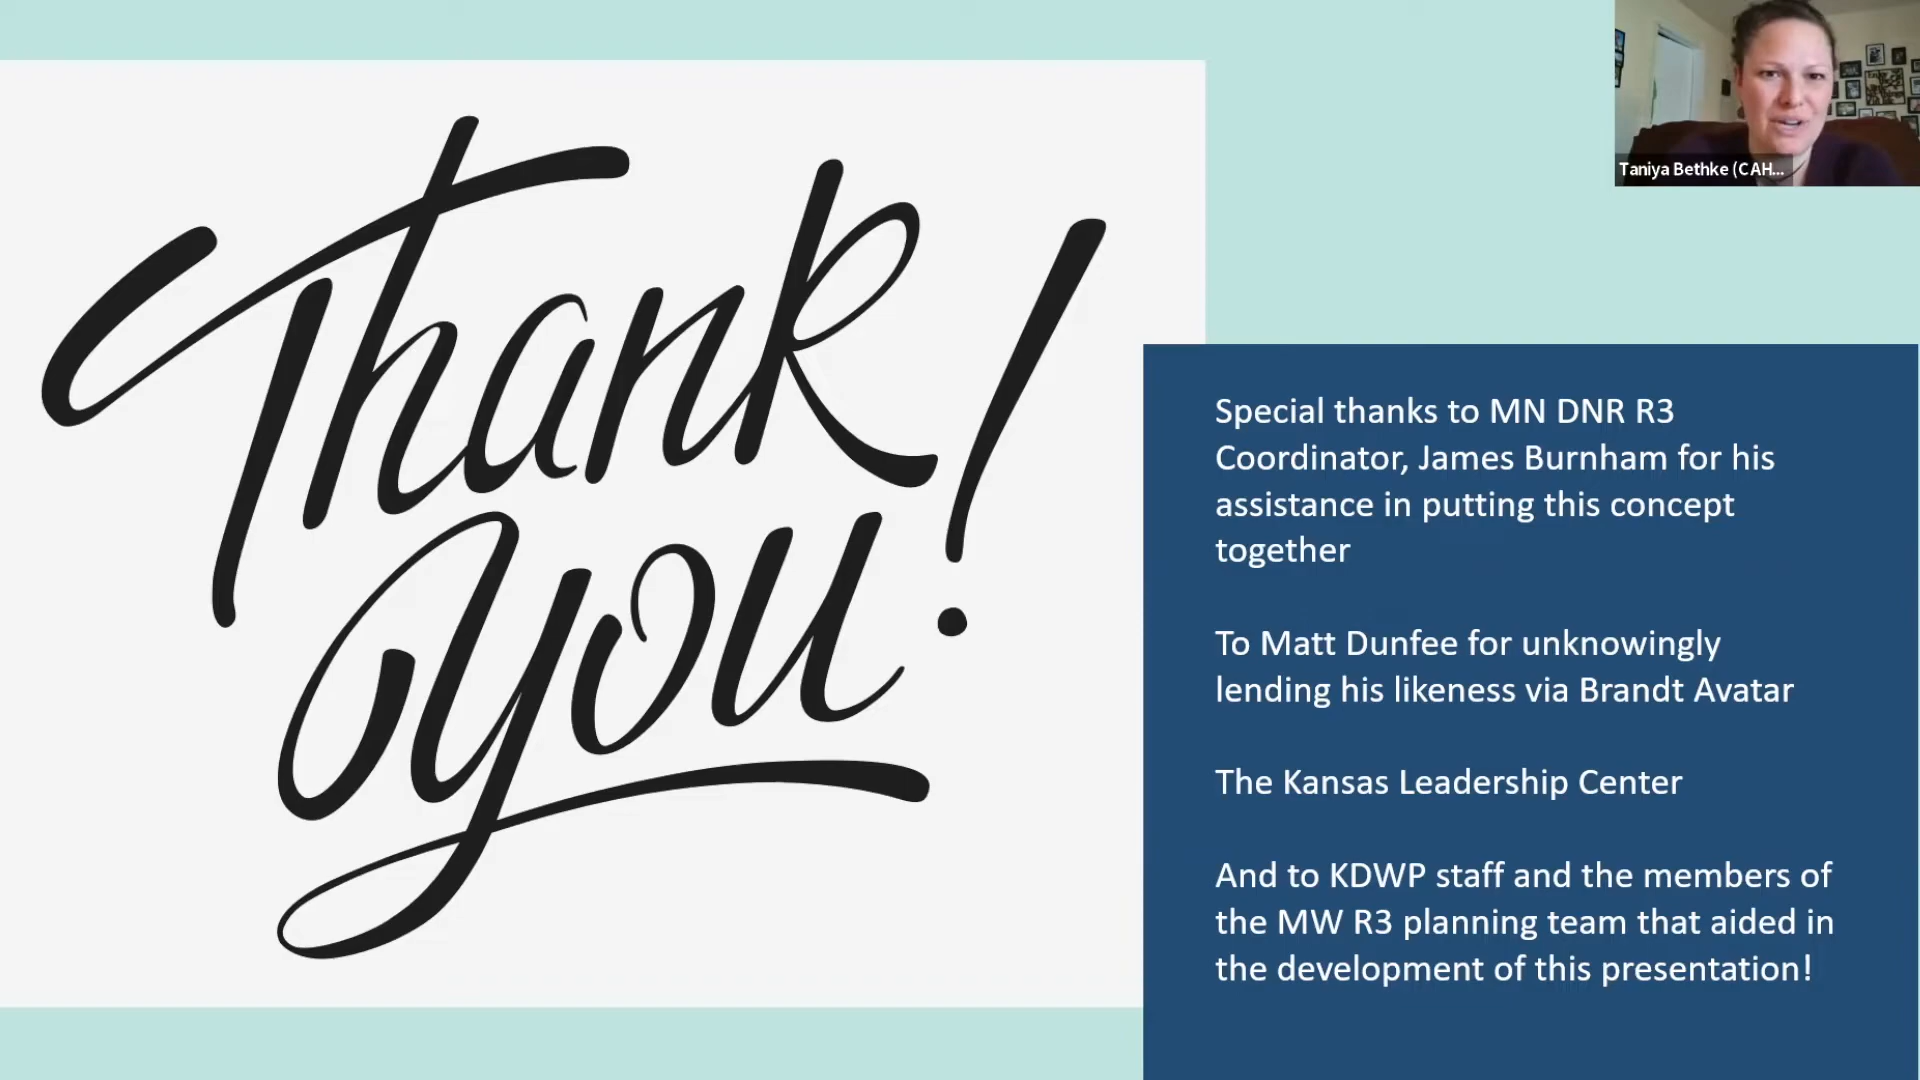 Thank
you!
Taniya Bethke (CAH...
Special thanks to MN DNR R3
Coordinator, James Burnham for his
assistance in putting this concept
together
To Matt Dunfee for unknowingly
lending his likeness via Brandt Avatar
The Kansas Leadership Center
And to KDWP staff and the members of
the MW R3 planning team that aided in
the development of this presentation!